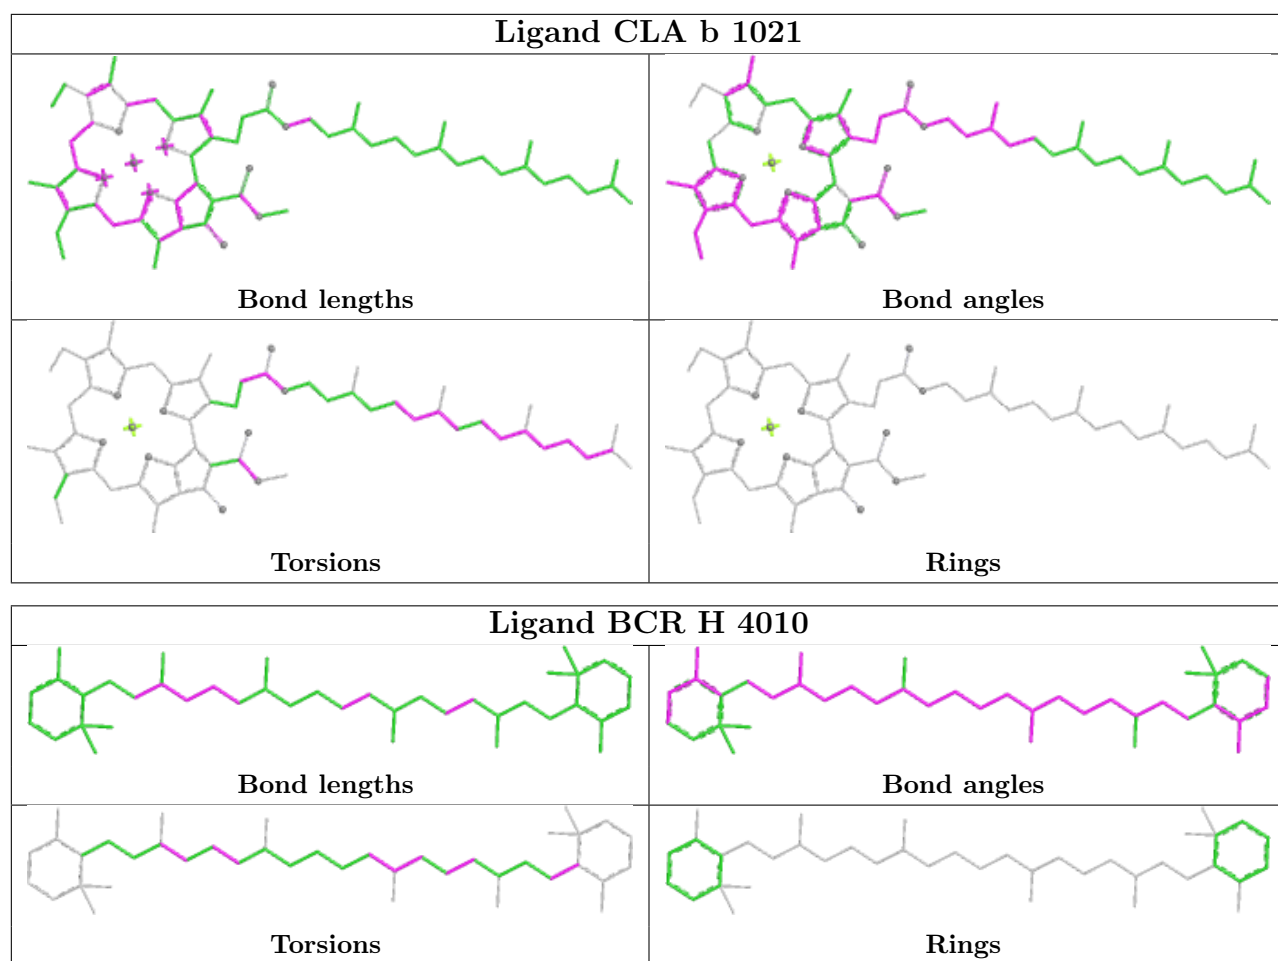 Ligand CLA b 1021
Bond lengths
Bond angles
Torsions
Rings
Ligand BCR H 4010
Bond lengths
Bond angles
Torsions
Rings